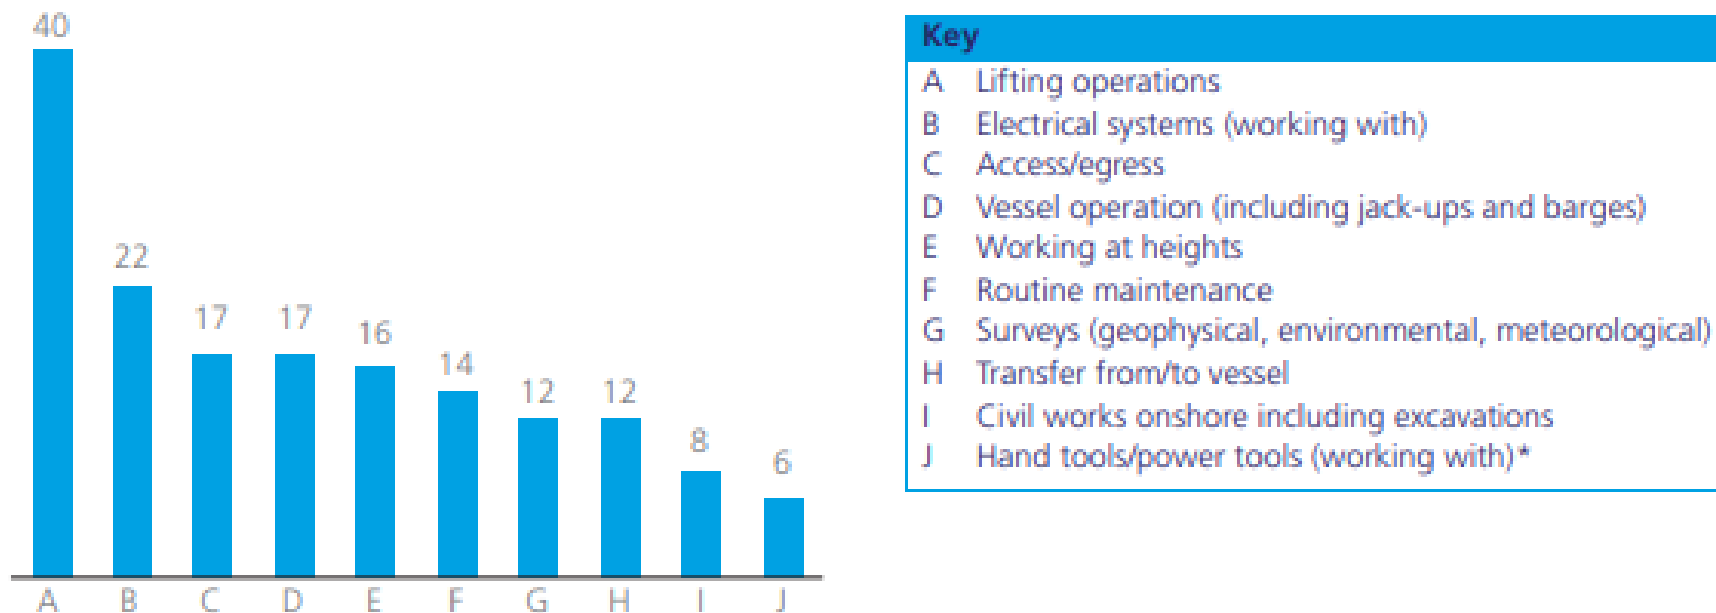 40
22
17
17
16
14
12
12
8
6
A B C D E F G H I J
Key
A Lifting operations
B Electrical systems (working with)
C Access/egress
D Vessel operation (including jack-ups and barges)
E Working at heights
F Routine maintenance
G Surveys (geophysical, environmental, meteorological)
H Transfer from/to vessel
I Civil works onshore including excavations
J Hand tools/power tools (working with)*